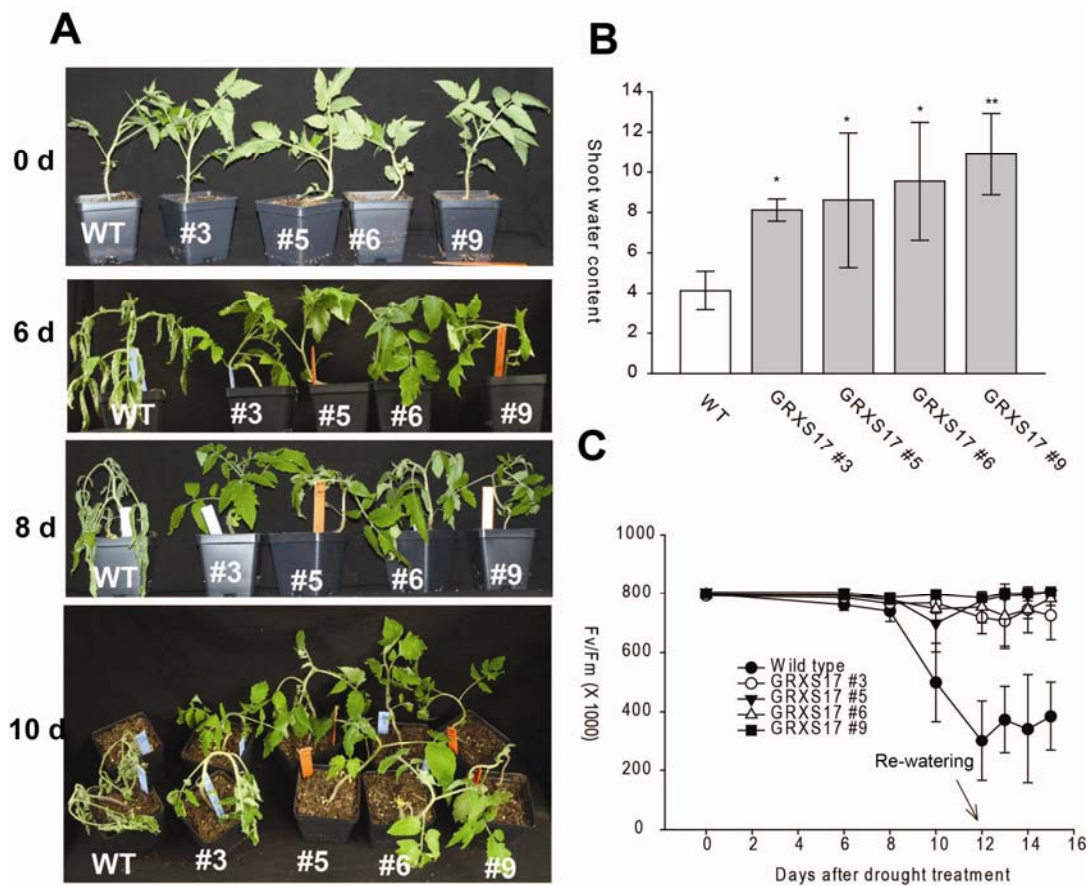 A
0 d
WT #3 #5 #6 #9
6 d
WT #3 #5 #6 #9
8 d
WT #3 #5 #6 #9
10 d
WT #3 #5 #6 #9
B
Shoot water content
14
12
10
8
6
4
2
0
* * * **
WT GRXS17 #3 GRXS17 #5 GRXS17 #6 GRXS17 #9
C
Fv/Fm (X 1000)
1000
800
600
400
200
0
Wild type
GRXS17 #3
GRXS17 #5
GRXS17 #6
GRXS17 #9
Re-watering
0 2 4 6 8 10 12 14 16
Days after drought treatment